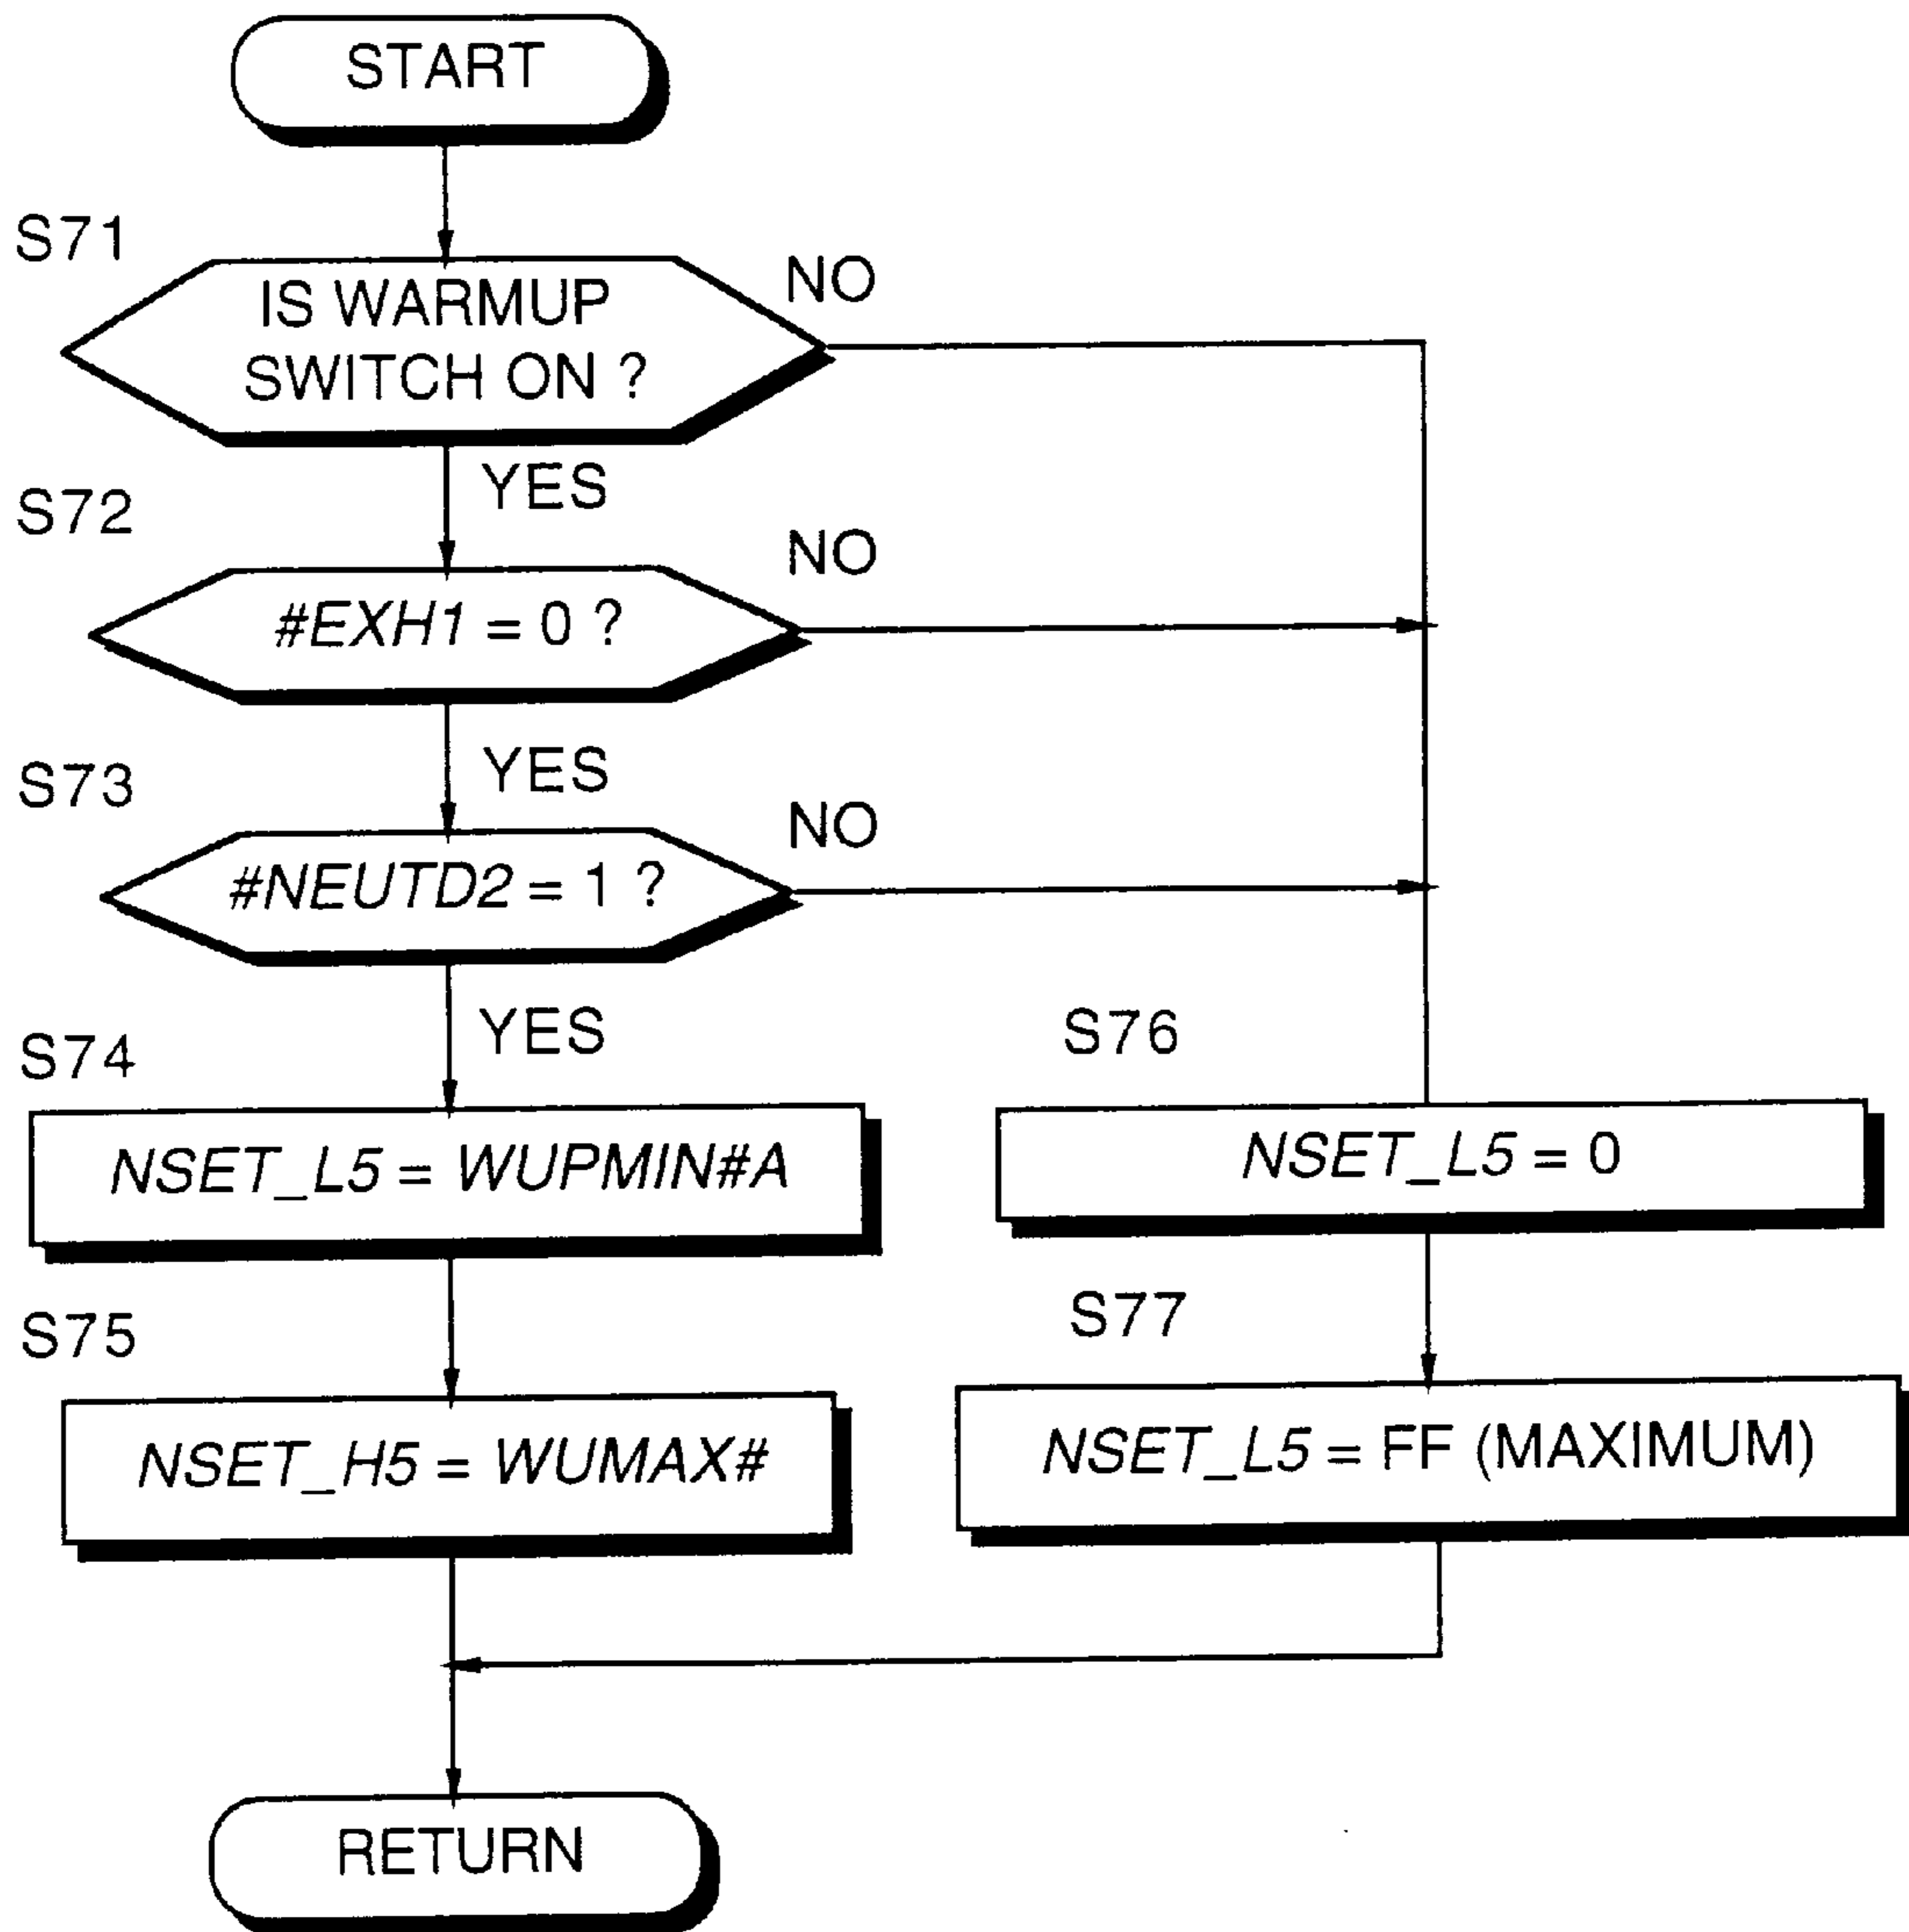 START
S71
IS WARMUP
SWITCH ON ?
NO
YES
S72
#EXH1 = 0 ?
NO
YES
S73
#NEUTD2 = 1 ?
NO
YES
S74
NSET_L5 = WUPMIN#A
S76
NSET_L5 = 0
S75
NSET_H5 = WUMAX#
S77
NSET_L5 = FF (MAXIMUM)
RETURN